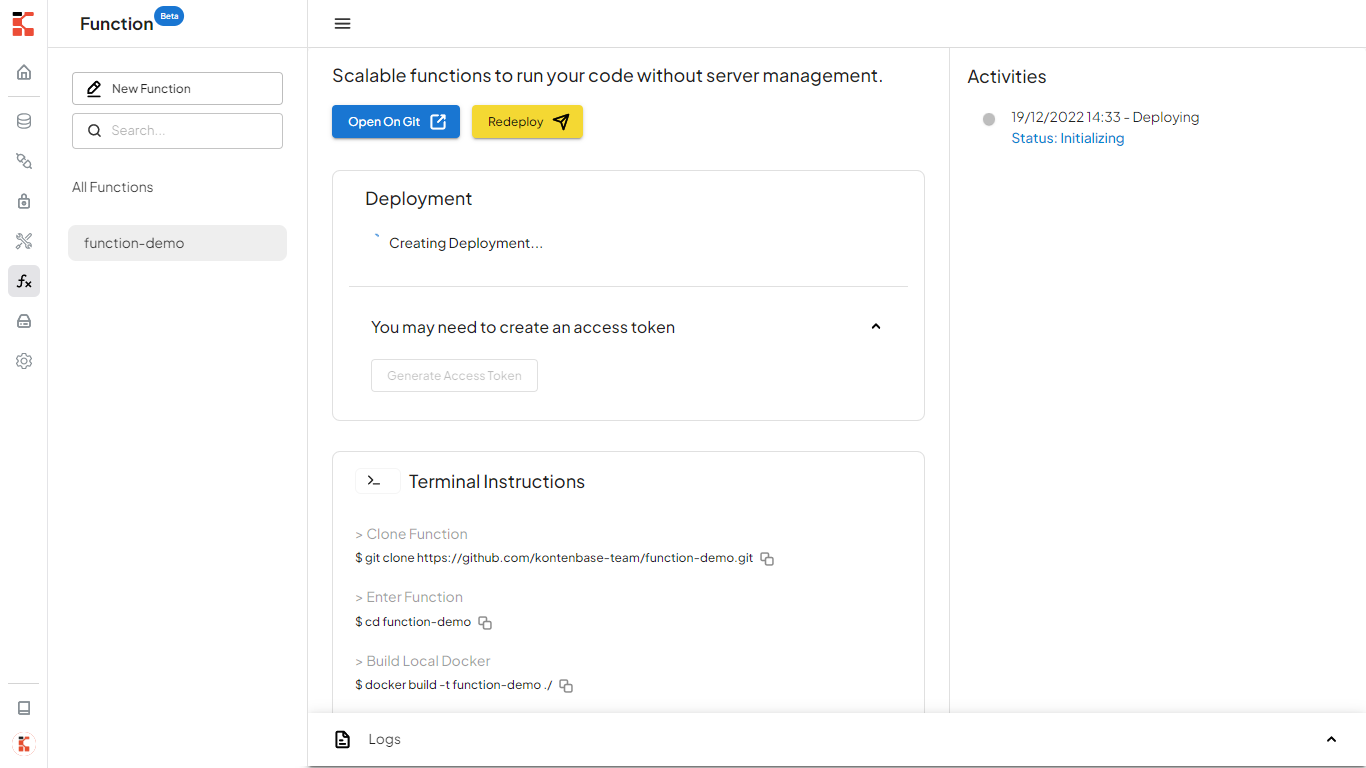 Function
Beta
New Function
Search...
All Functions
function-demo
Scalable functions to run your code without server management.
Open On Git
Redeploy
Deployment
Creating Deployment...
You may need to create an access token
Generate Access Token
>_ Terminal Instructions
> Clone Function
$ git clone https://github.com/kontenbase-team/function-demo.git
> Enter Function
$ cd function-demo
> Build Local Docker
$ docker build -t function-demo ./
Logs
Activities
19/12/2022 14:33 - Deploying
Status: Initializing